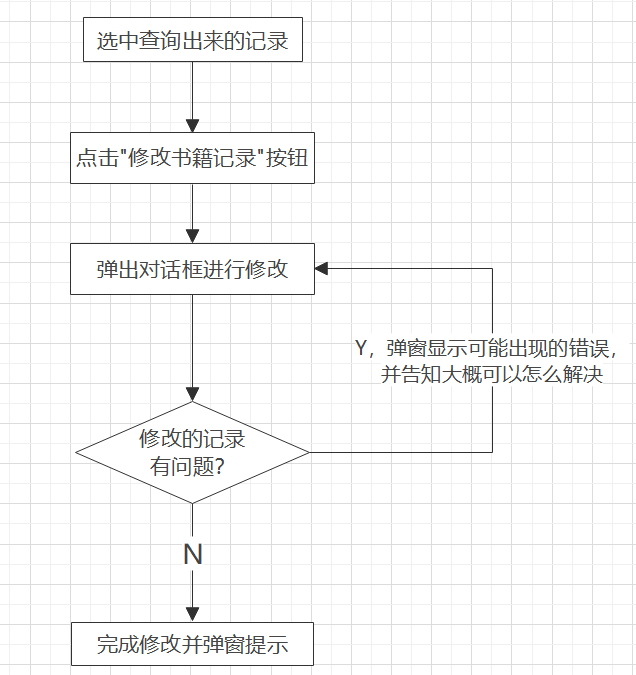 选中查询出来的记录
点击"修改书籍记录"按钮
弹出对话框进行修改
Y，弹窗显示可能出现的错误，
并告知大概可以怎么解决
修改的记录
有问题？
N
完成修改并弹窗提示